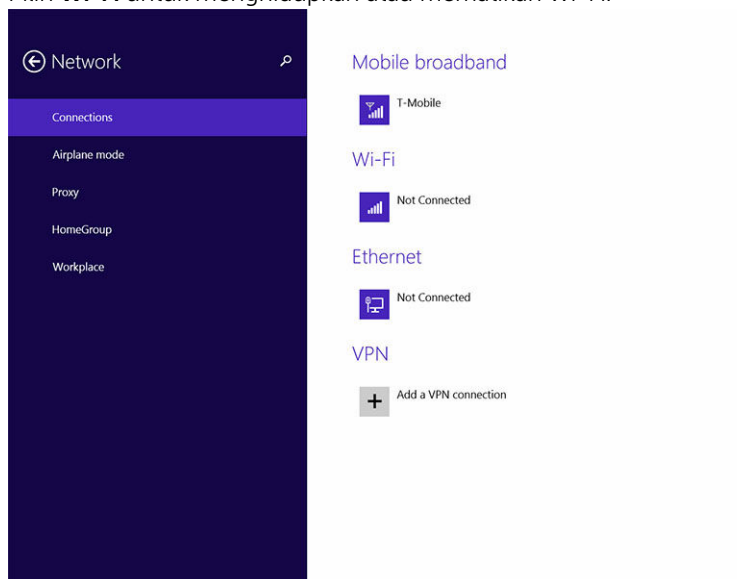 Network
Connections
Airplane mode
Proxy
HomeGroup
Workplace
Mobile broadband
T-Mobile
Wi-Fi
Not Connected
Ethernet
Not Connected
VPN
Add a VPN connection